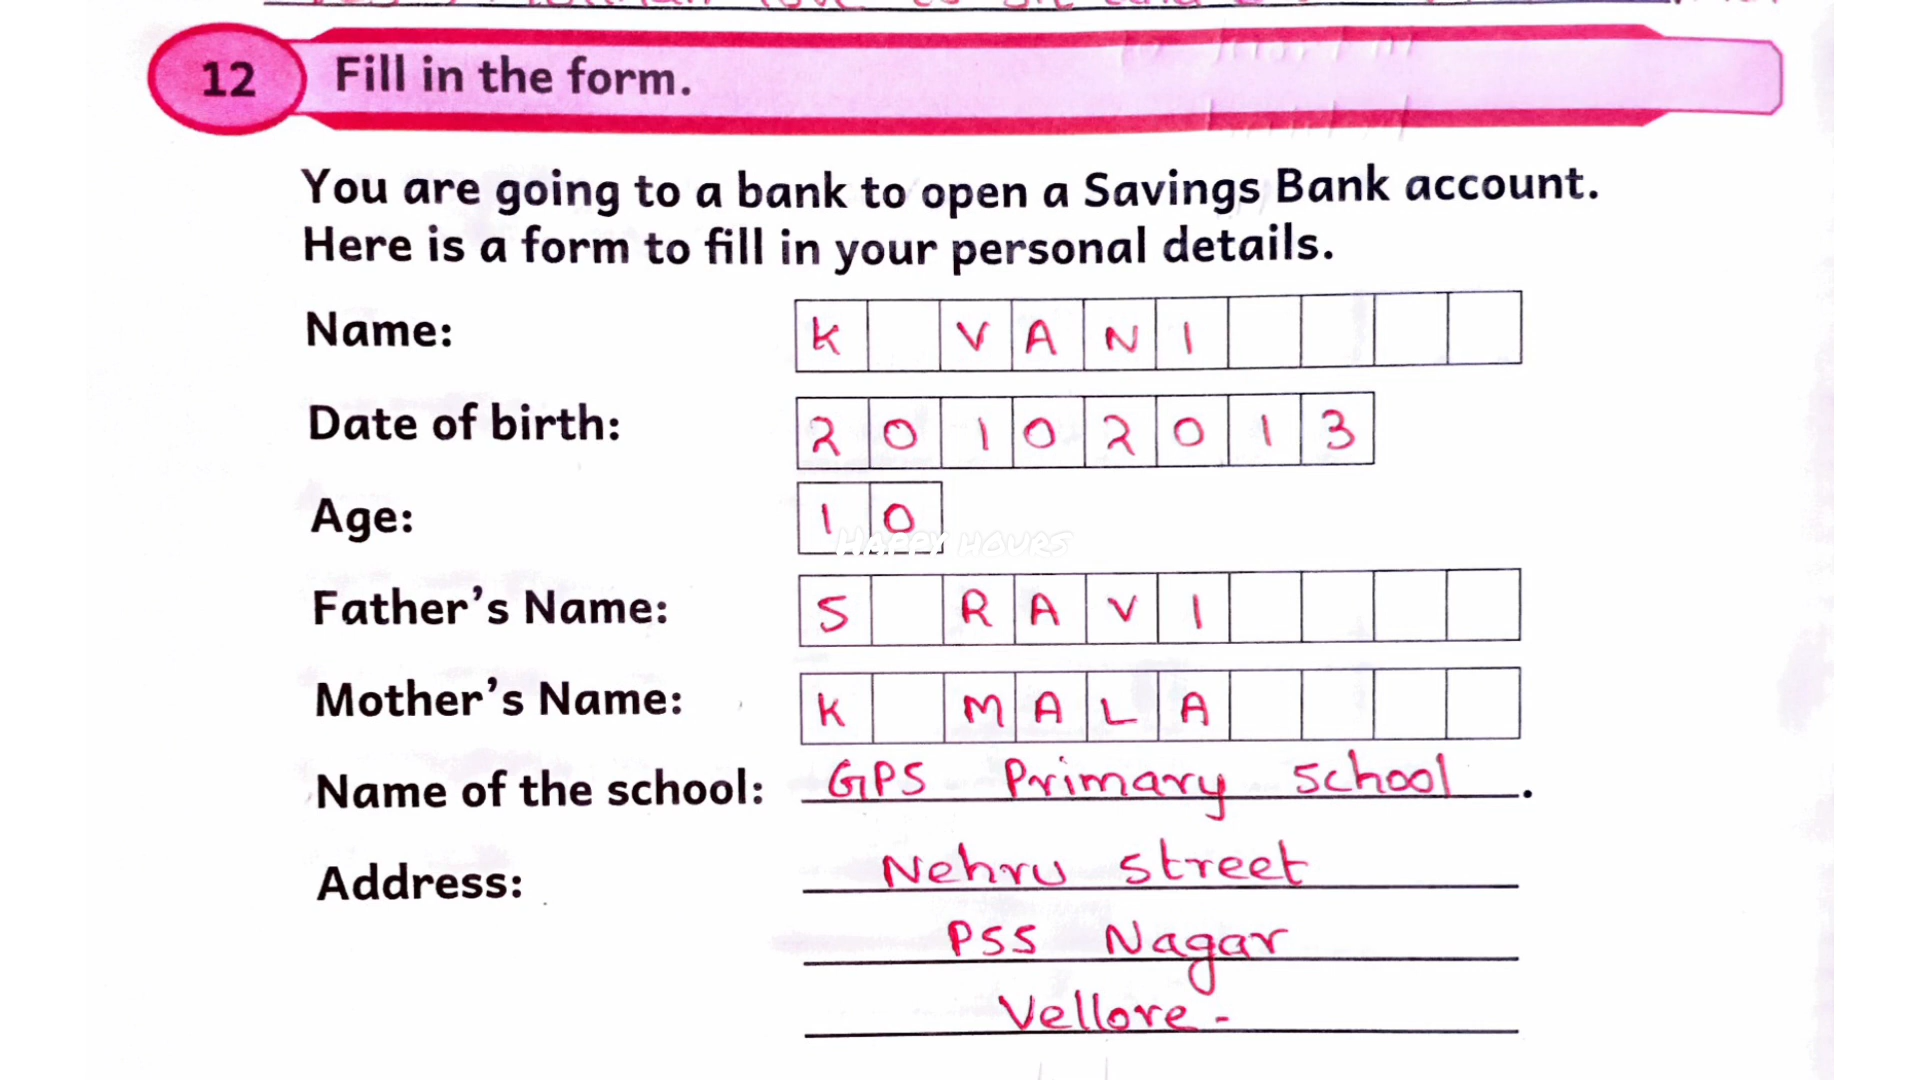 12 Fill in the form.
You are going to a bank to open a Savings Bank account.
Here is a form to fill in your personal details.
Name: K VANI
Date of birth: 20102013
Age: 10
Happy Hours
Father's Name: S RAVI
Mother's Name: K MALA
Name of the school: GPS Primary School.
Address: Nehru Street
PSS Nagar
Vellore-